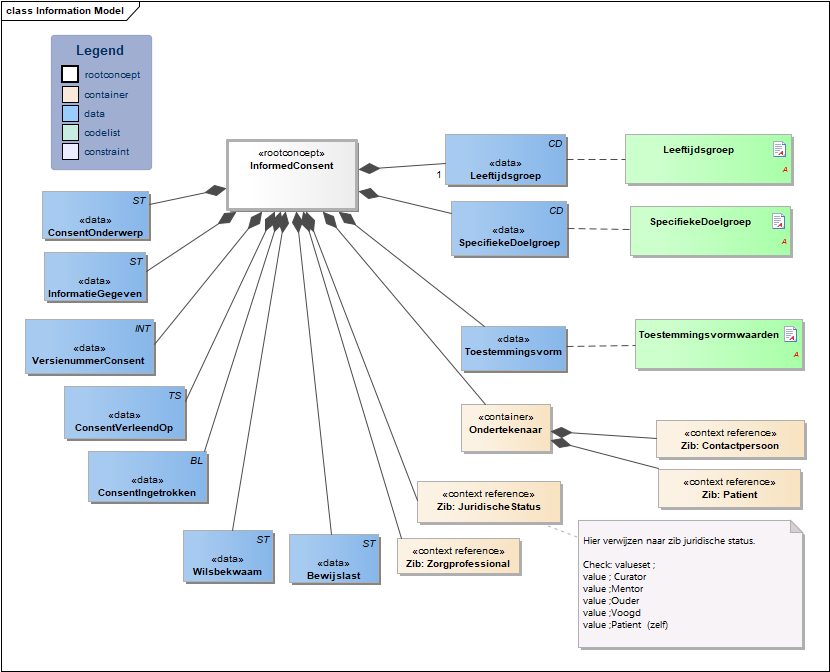 class Information Model
Legend
rootconcept
container
data
codelist
constraint
«rootconcept»
InformedConsent
CD
«data»
Leeftijdsgroep
1
Leeftijdsgroep
A
CD
«data»
SpecifiekeDoelgroep
SpecifiekeDoelgroep
A
ST
«data»
ConsentOnderwerp
ST
«data»
InformatieGegeven
INT
«data»
VersienummerConsent
«data»
Toestemmingsvorm
Toestemmingsvormwaarden
A
TS
«data»
ConsentVerleendOp
«container»
Ondertekenaar
«context reference»
Zib: Contactpersoon
BL
«data»
ConsentIngetrokken
«context reference»
Zib: Patient
«context reference»
Zib: JuridischeStatus
ST
«data»
Wilsbekwaam
ST
«data»
Bewijslast
«context reference»
Zib: Zorgprofessional
Hier verwijzen naar zib juridische status.
Check: valueset ;
value ; Curator
value ;Mentor
value ;Ouder
value ;Voogd
value ;Patient (zelf)